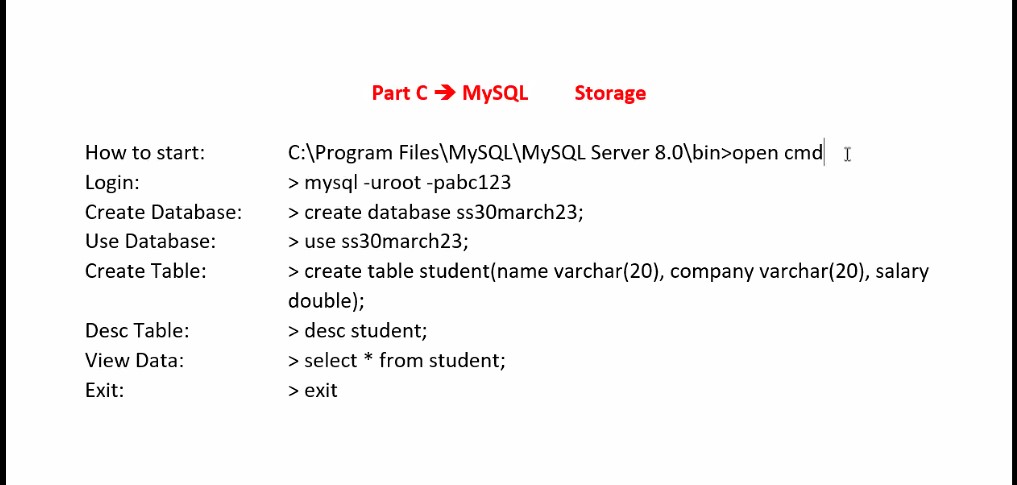 Part C ➔ MySQL Storage
How to start: C:\Program Files\MySQL\MySQL Server 8.0\bin>open cmd
Login: > mysql -uroot -pabc123
Create Database: > create database ss30march23;
Use Database: > use ss30march23;
Create Table: > create table student(name varchar(20), company varchar(20), salary
double);
Desc Table: > desc student;
View Data: > select * from student;
Exit: > exit